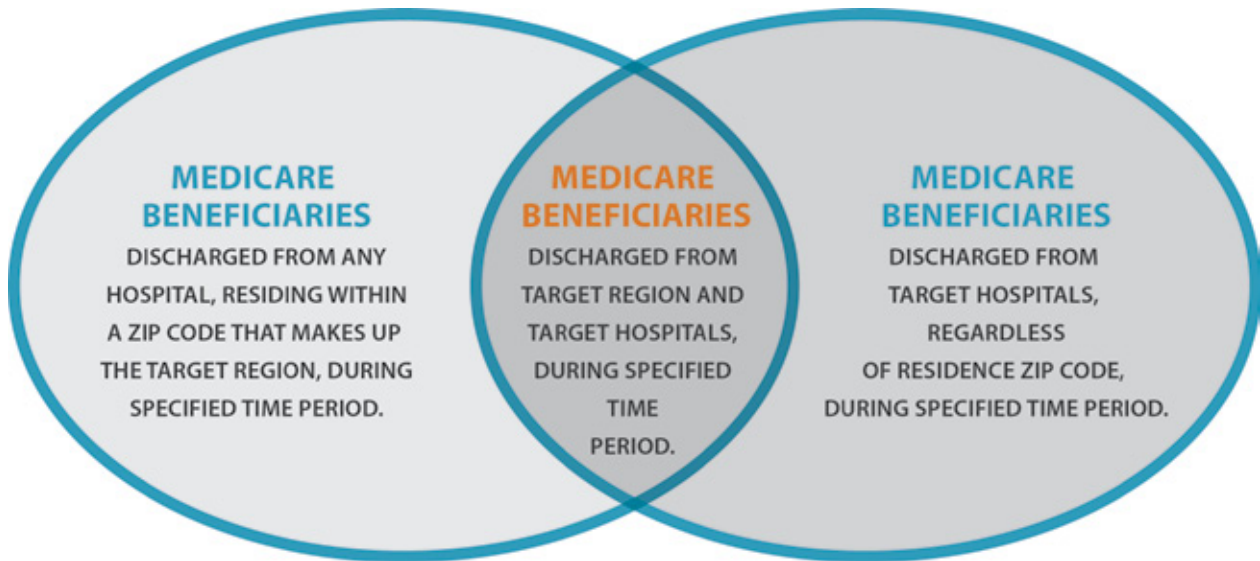 MEDICARE
BENEFICIARIES
DISCHARGED FROM ANY
HOSPITAL, RESIDING WITHIN
A ZIP CODE THAT MAKES UP
THE TARGET REGION, DURING
SPECIFIED TIME PERIOD.
MEDICARE
BENEFICIARIES
DISCHARGED FROM
TARGET REGION AND
TARGET HOSPITALS,
DURING SPECIFIED
TIME
PERIOD.
MEDICARE
BENEFICIARIES
DISCHARGED FROM
TARGET HOSPITALS,
REGARDLESS
OF RESIDENCE ZIP CODE,
DURING SPECIFIED TIME PERIOD.